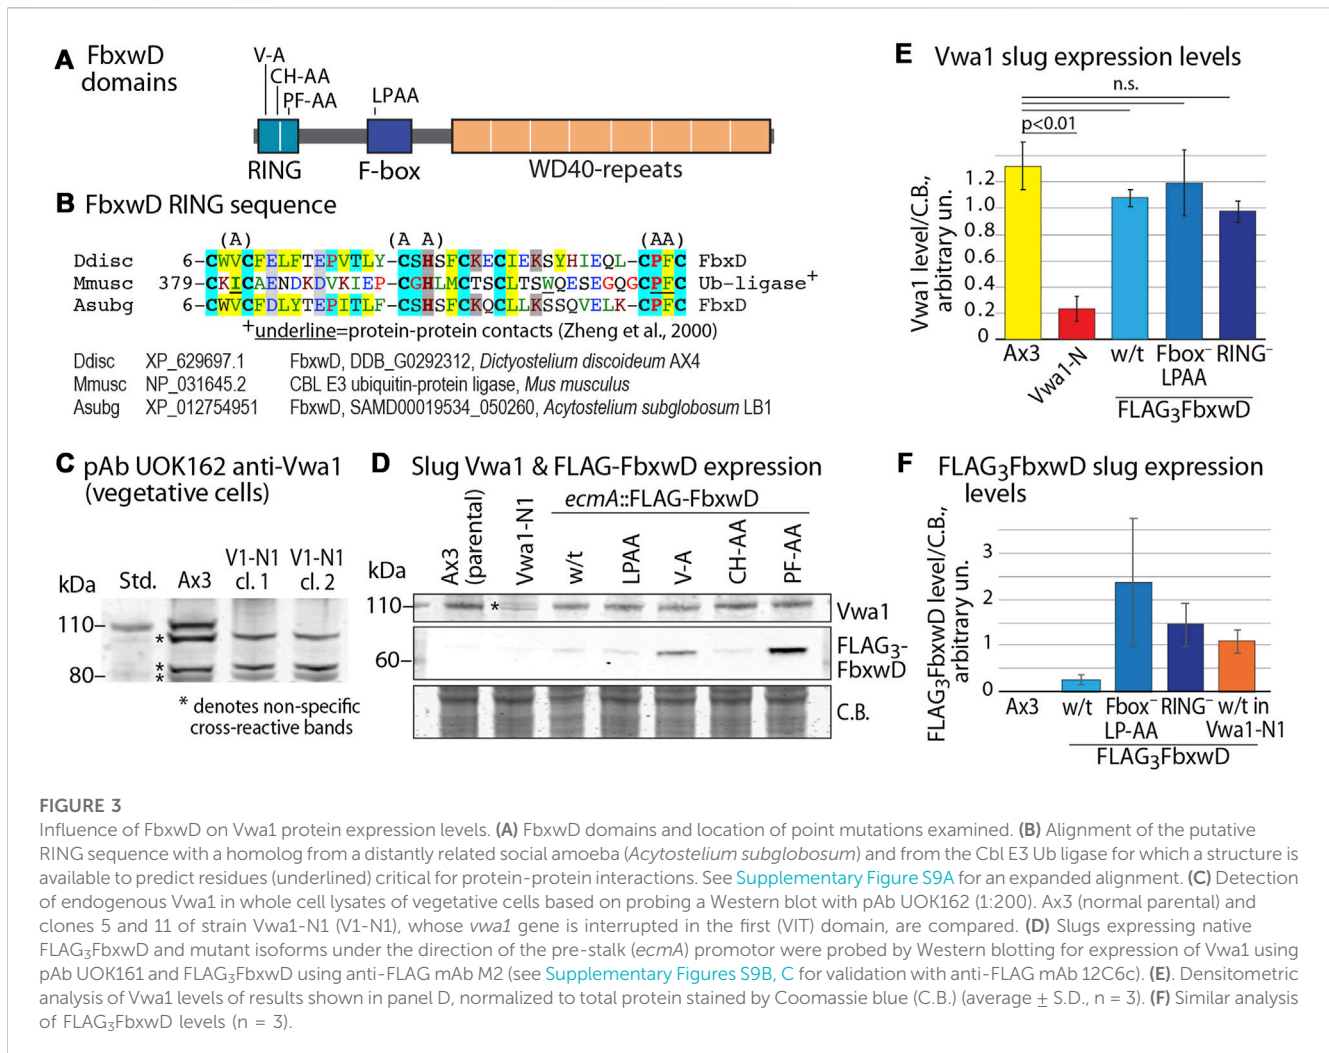 A FbxwD domains
V-A
CH-AA
PF-AA
LPAA
RING
F-box
WD40-repeats
B FbxwD RING sequence
(A) (A A) (AA)
Ddisc 6-CWVCFELFTEPVTLY-CSHSFCKECIEKSYHIEQL-CPFC FbxD
Mmusc 379-CKICAENDKDVKIEP-CGHLMCTSCLTSWQESEGQGCPFC Ub-ligase+
Asubg 6-CWVCFDLYTEPITLF-CSHSFCKQCLLKSSQVELK-CPFC FbxD
+underline=protein-protein contacts (Zheng et al., 2000)
Ddisc XP_629697.1 FbxwD, DDB_G0292312, Dictyostelium discoideum AX4
Mmusc NP_031645.2 CBL E3 ubiquitin-protein ligase, Mus musculus
Asubg XP_012754951 FbxwD, SAMD00019534_050260, Acytostelium subglobosum LB1
C pAb UOK162 anti-Vwa1
(vegetative cells)
kDa Std. Ax3 V1-N1 cl. 1 V1-N1 cl. 2
110
*
*
80 *
* denotes non-specific
cross-reactive bands
D Slug Vwa1 & FLAG-FbxwD expression
ecmA::FLAG-FbxwD
kDa Ax3 (parental) Vwa1-N1 w/t LPAA V-A CH-AA PF-AA
110 * Vwa1
60 FLAG3-FbxwD
C.B.
E Vwa1 slug expression levels
n.s.
p<0.01
Vwa1 level/C.B., arbitrary un.
1.2
1.0
0.8
0.6
0.4
0.2
0
Ax3 Vwa1-N w/t Fbox- LPAA RING-
FLAG3FbxwD
F FLAG3FbxwD slug expression
levels
FLAG3FbxwD level/C.B., arbitrary un.
3
2
1
0
Ax3 w/t Fbox- LP-AA RING- w/t in Vwa1-N1
FLAG3FbxwD
FIGURE 3
Influence of FbxwD on Vwa1 protein expression levels. (A) FbxwD domains and location of point mutations examined. (B) Alignment of the putative
RING sequence with a homolog from a distantly related social amoeba (Acytostelium subglobosum) and from the Cbl E3 Ub ligase for which a structure is
available to predict residues (underlined) critical for protein-protein interactions. See Supplementary Figure S9A for an expanded alignment. (C) Detection
of endogenous Vwa1 in whole cell lysates of vegetative cells based on probing a Western blot with pAb UOK162 (1:200). Ax3 (normal parental) and
clones 5 and 11 of strain Vwa1-N1 (V1-N1), whose vwa1 gene is interrupted in the first (VIT) domain, are compared. (D) Slugs expressing native
FLAG3FbxwD and mutant isoforms under the direction of the pre-stalk (ecmA) promotor were probed by Western blotting for expression of Vwa1 using
pAb UOK161 and FLAG3FbxwD using anti-FLAG mAb M2 (see Supplementary Figures S9B, C for validation with anti-FLAG mAb 12C6c). (E). Densitometric
analysis of Vwa1 levels of results shown in panel D, normalized to total protein stained by Coomassie blue (C.B.) (average ± S.D., n = 3). (F) Similar analysis
of FLAG3FbxwD levels (n = 3).